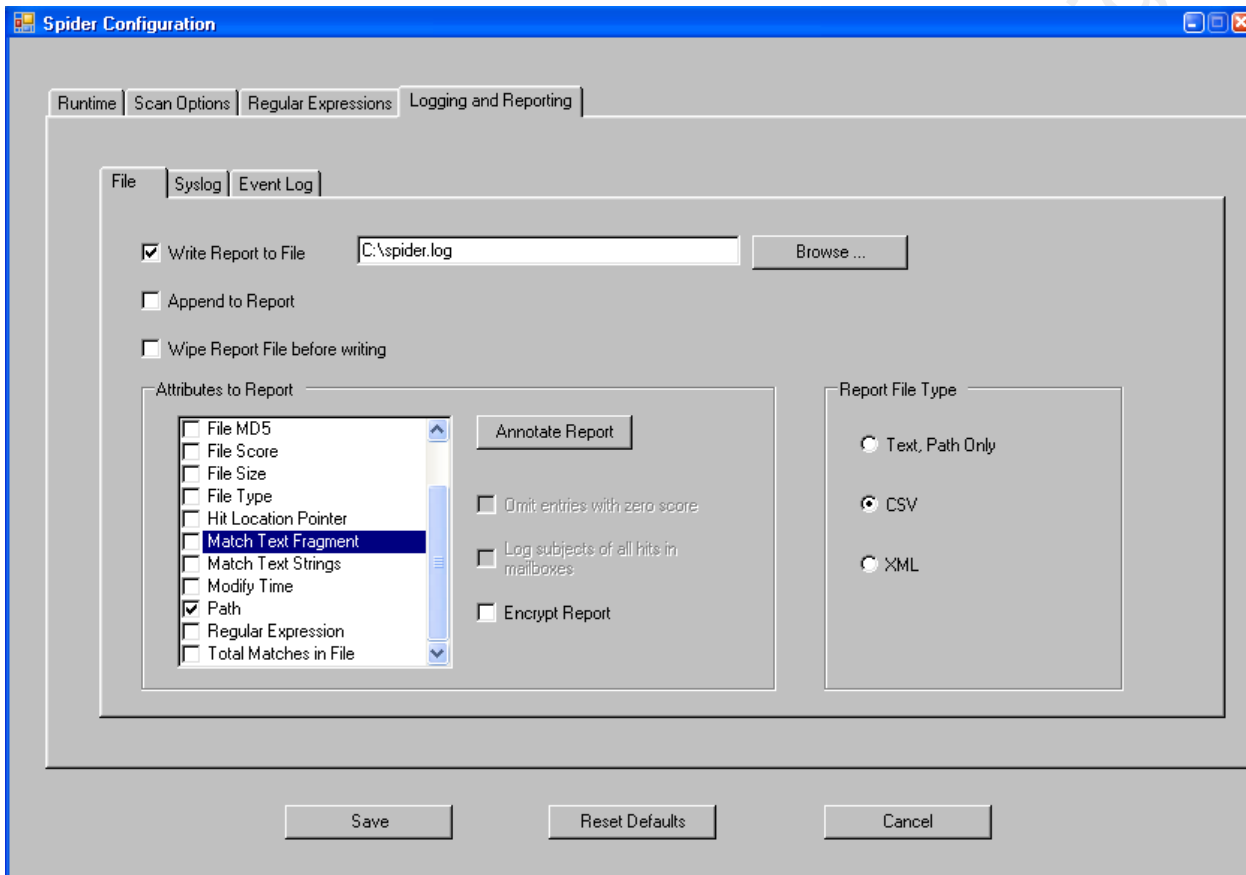 Spider Configuration
Runtime Scan Options Regular Expressions Logging and Reporting
File Syslog Event Log
Write Report to File C:\spider.log Browse ...
Append to Report
Wipe Report File before writing
Attributes to Report
File MD5
File Score
File Size
File Type
Hit Location Pointer
Match Text Fragment
Match Text Strings
Modify Time
Path
Regular Expression
Total Matches in File
Annotate Report
Omit entries with zero score
Log subjects of all hits in
mailboxes
Encrypt Report
Report File Type
Text, Path Only
CSV
XML
Save Reset Defaults Cancel